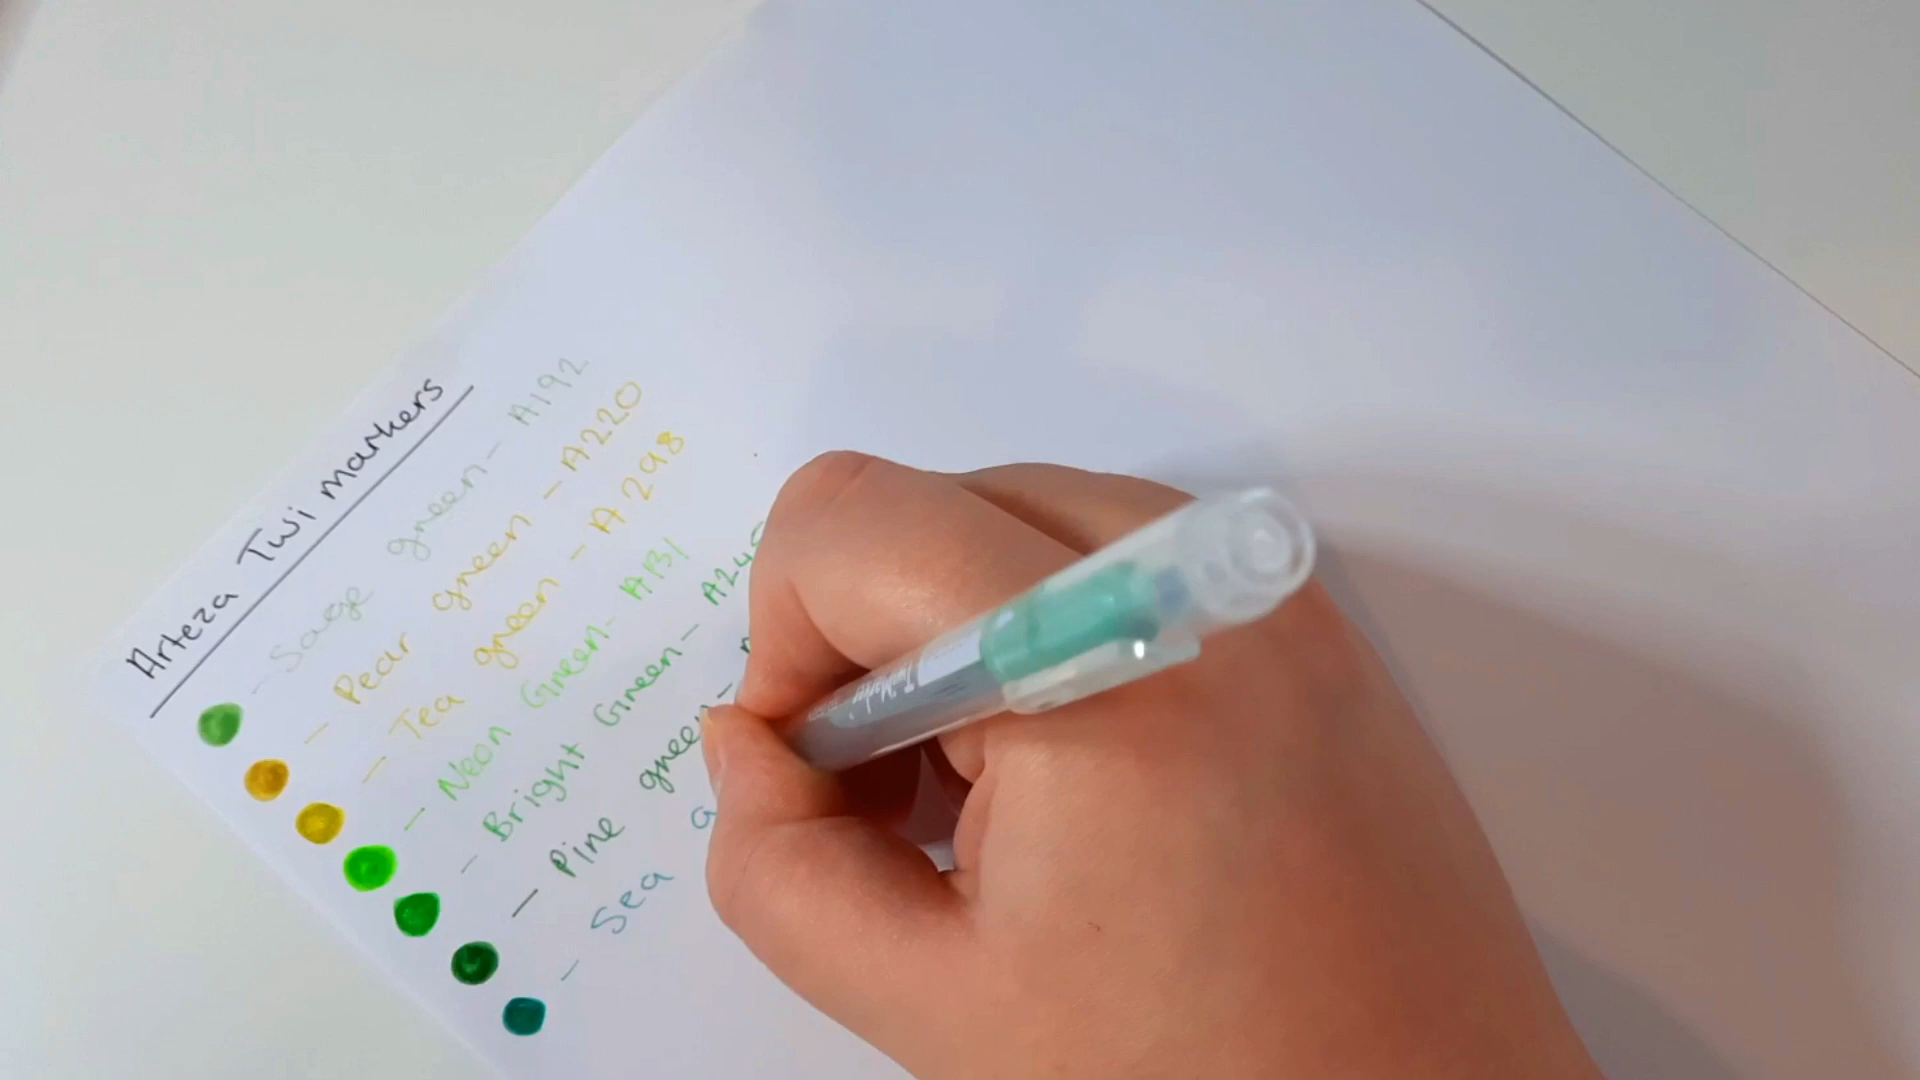 Arteza Twi markers
- Sage green - A192
- Pear green - A220
- Tea green - A298
- Neon Green - A131
- Bright Green -
- Pine green -
- Sea
TwiMarker